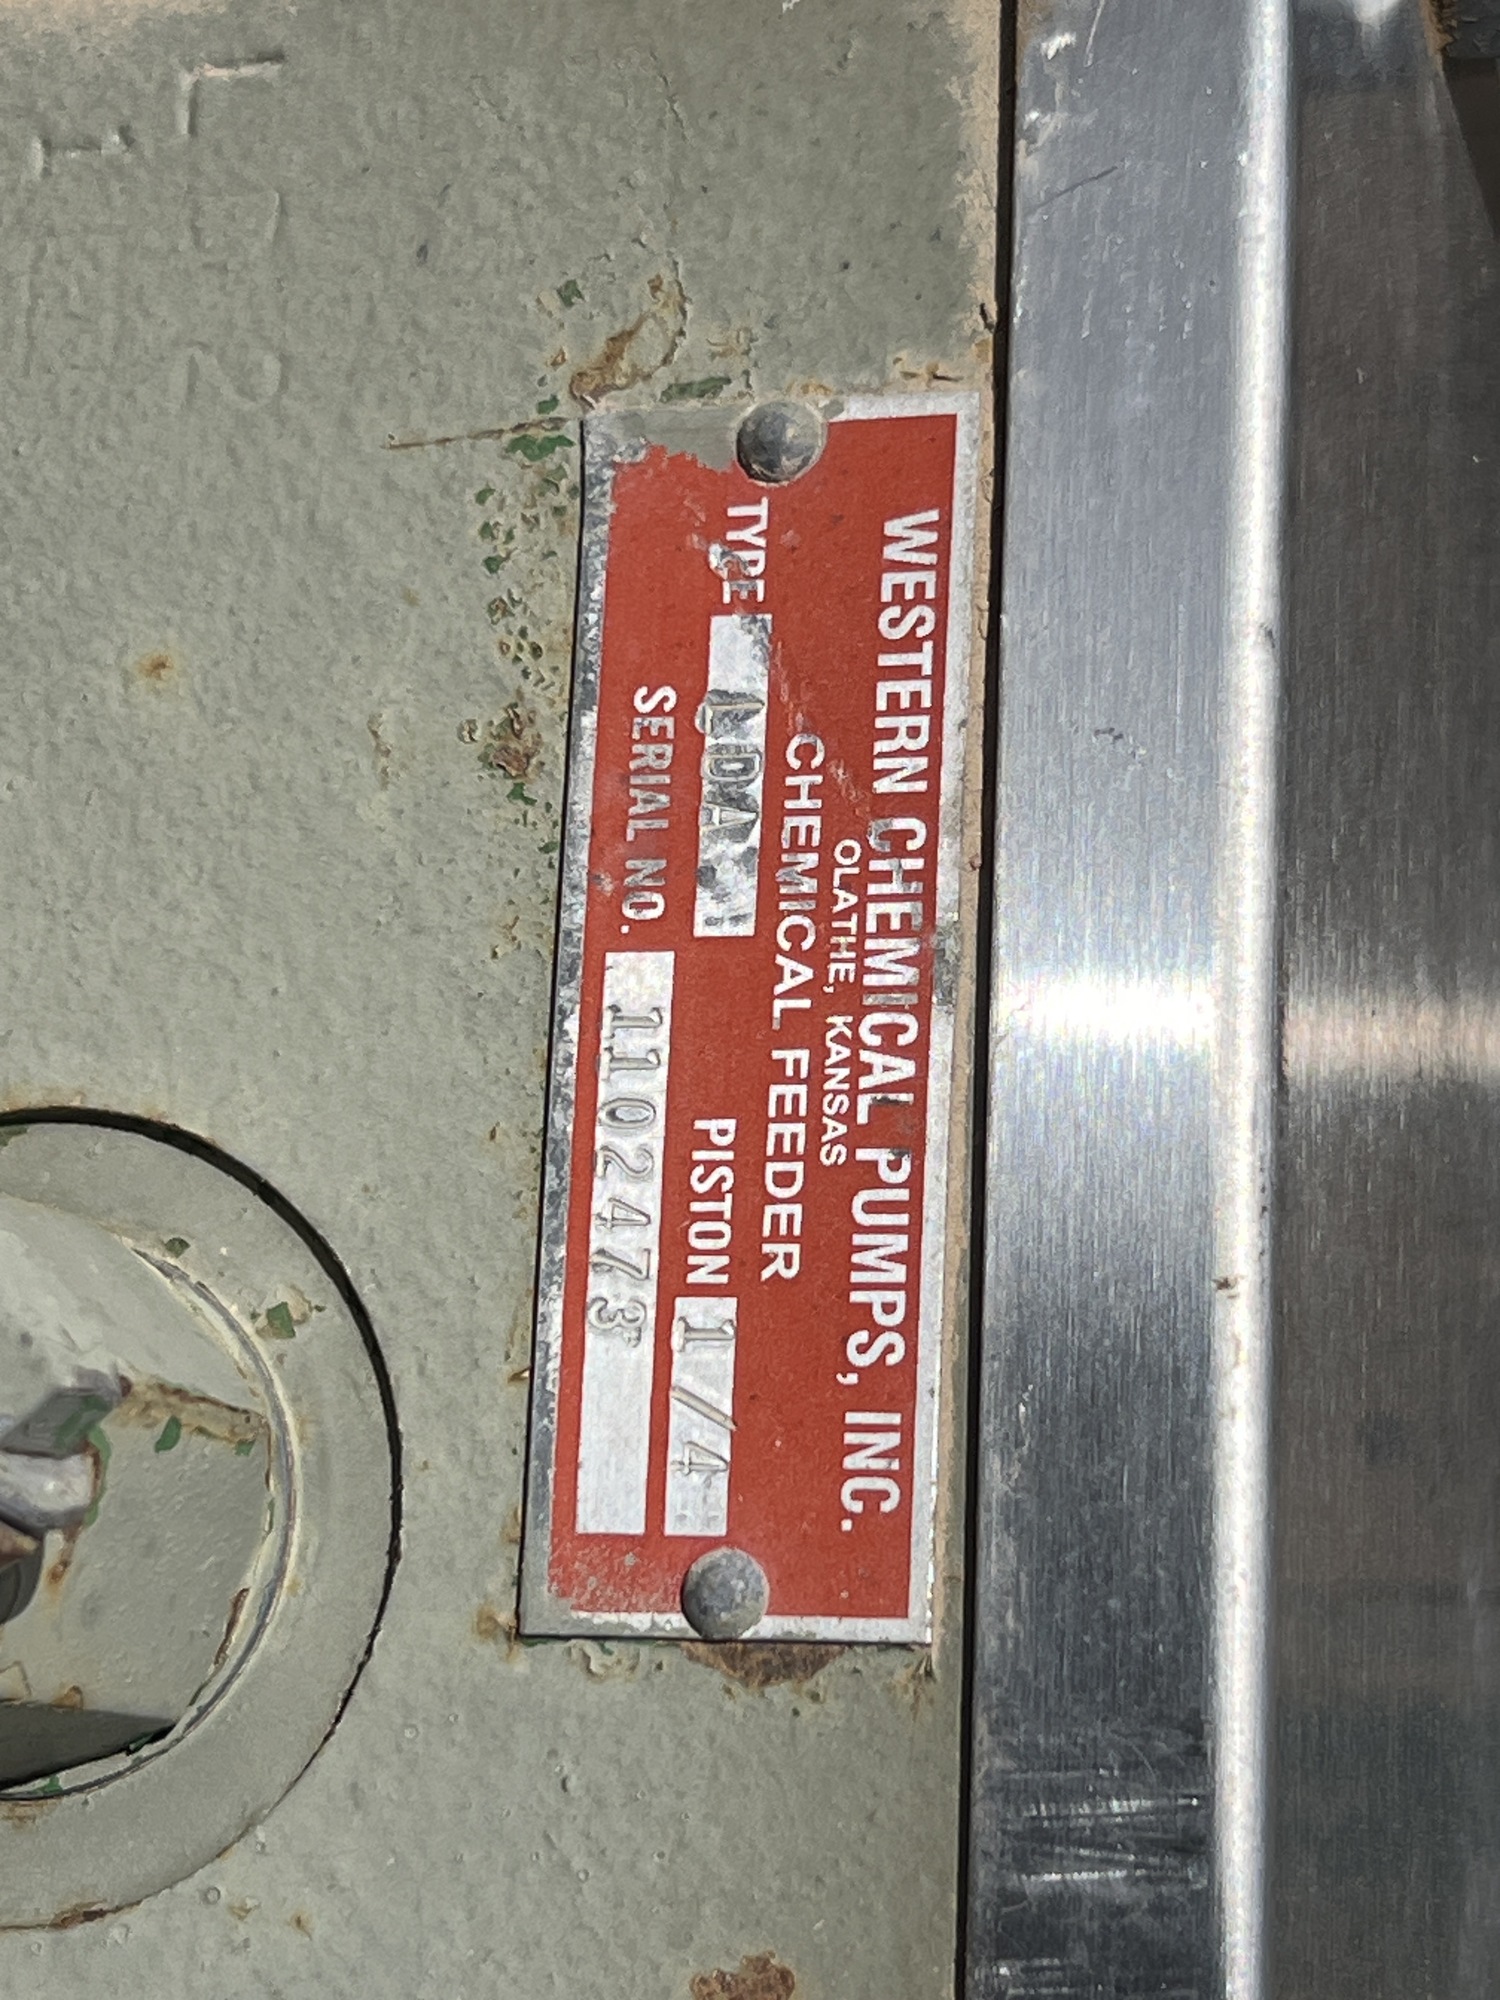 WESTERN CHEMICAL PUMPS, INC.
OLATHE, KANSAS
CHEMICAL FEEDER
TYPE LDA PISTON 1/4
SERIAL NO. 1102473